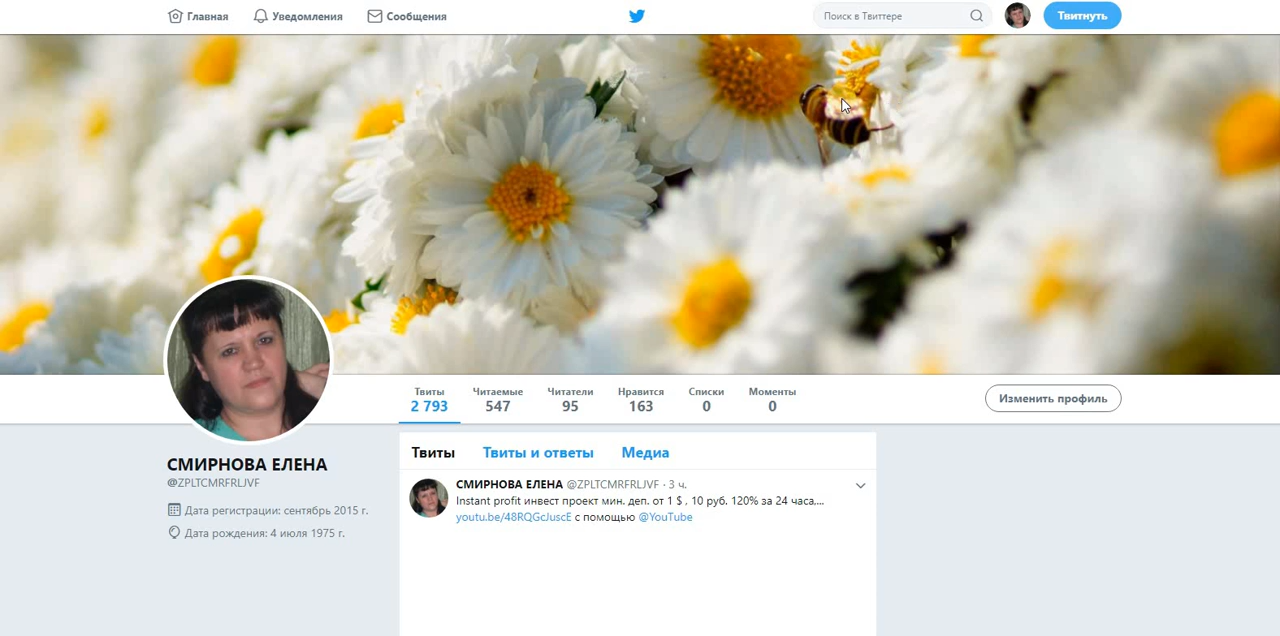 Главная
Уведомления
Сообщения
Поиск в Твиттере
Твитнуть
Твиты
Читаемые
Читатели
Нравится
Списки
Моменты
2 793
547
95
163
0
0
Изменить профиль
СМИРНОВА ЕЛЕНА
@ZPLTCMRFRLJVF
Дата регистрации: сентябрь 2015 г.
Дата рождения: 4 июля 1975 г.
Твиты
Твиты и ответы
Медиа
СМИРНОВА ЕЛЕНА @ZPLTCMRFRLJVF · 3 ч.
Instant profit инвест проект мин. деп. от 1 $ , 10 руб. 120% за 24 часа....
youtu.be/48RQGcJuscE с помощью @YouTube